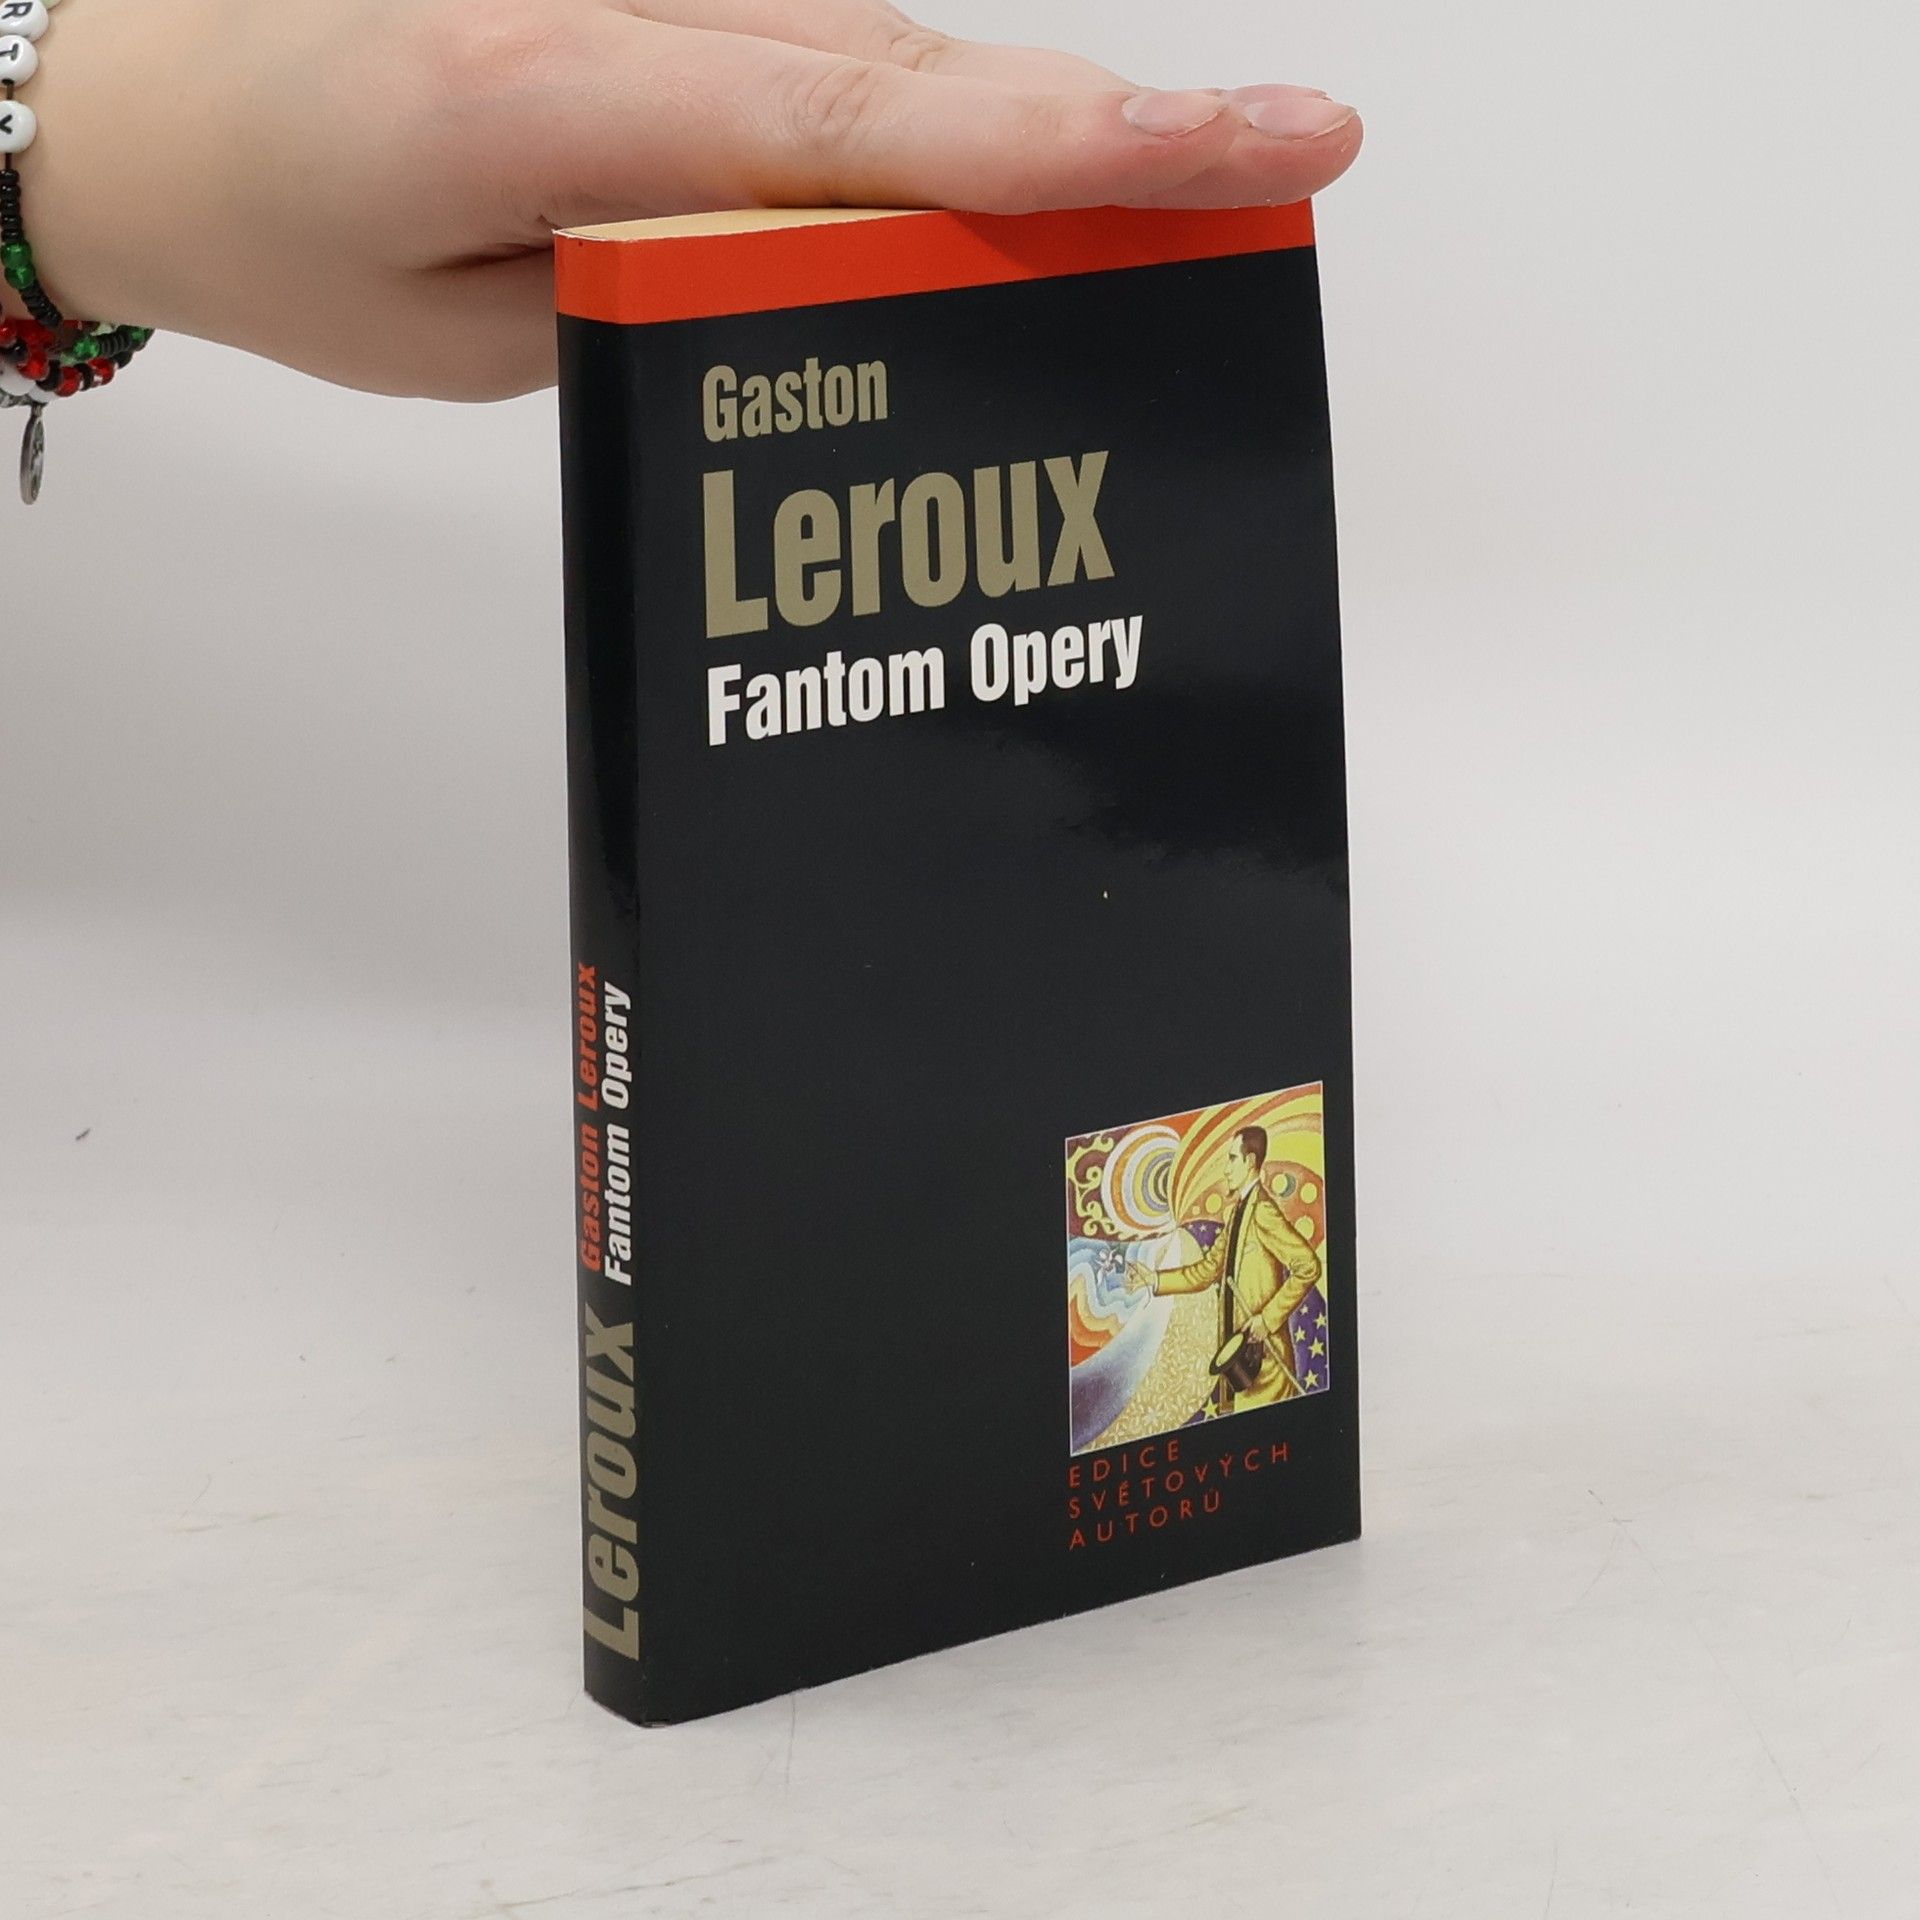 R
T
Y
Gaston
Leroux
Fantom Opery
EDICE
SVĚTOVÝCH
AUTORŮ
Leroux
Gaston Leroux
Fantom Opery